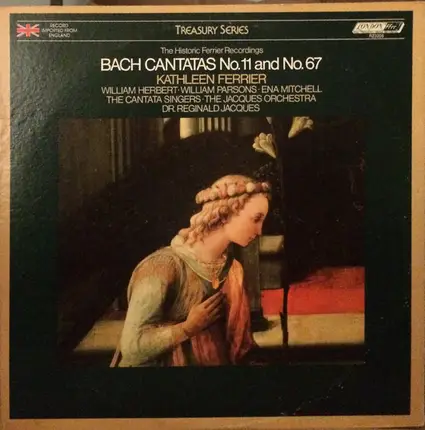 TREASURY SERIES
RECORD
IMPORTED FROM
ENGLAND
LONDON
The Historic Ferrier Recordings
BACH CANTATAS No.11 and No.67
KATHLEEN FERRIER
WILLIAM HERBERT · WILLIAM PARSONS · ENA MITCHELL
THE CANTATA SINGERS · THE JACQUES ORCHESTRA
DR. REGINALD JACQUES